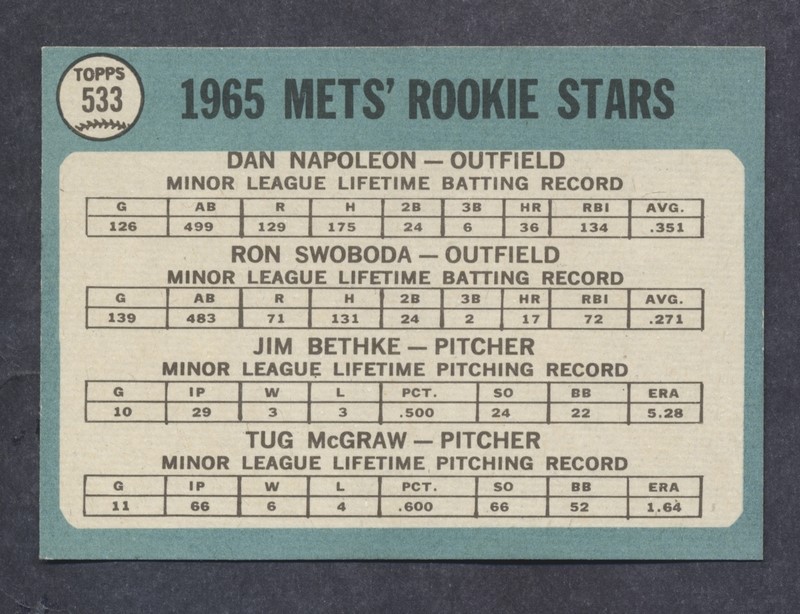 TOPPS
533
1965 METS' ROOKIE STARS
DAN NAPOLEON — OUTFIELD
MINOR LEAGUE LIFETIME BATTING RECORD
G AB R H 2B 3B HR RBI AVG.
126 499 129 175 24 6 36 134 .351
RON SWOBODA — OUTFIELD
MINOR LEAGUE LIFETIME BATTING RECORD
G AB R H 2B 3B HR RBI AVG.
139 483 71 131 24 2 17 72 .271
JIM BETHKE — PITCHER
MINOR LEAGUE LIFETIME PITCHING RECORD
G IP W L PCT. SO BB ERA
10 29 3 3 .500 24 22 5.28
TUG McGRAW — PITCHER
MINOR LEAGUE LIFETIME PITCHING RECORD
G IP W L PCT. SO BB ERA
11 66 6 4 .600 66 52 1.64